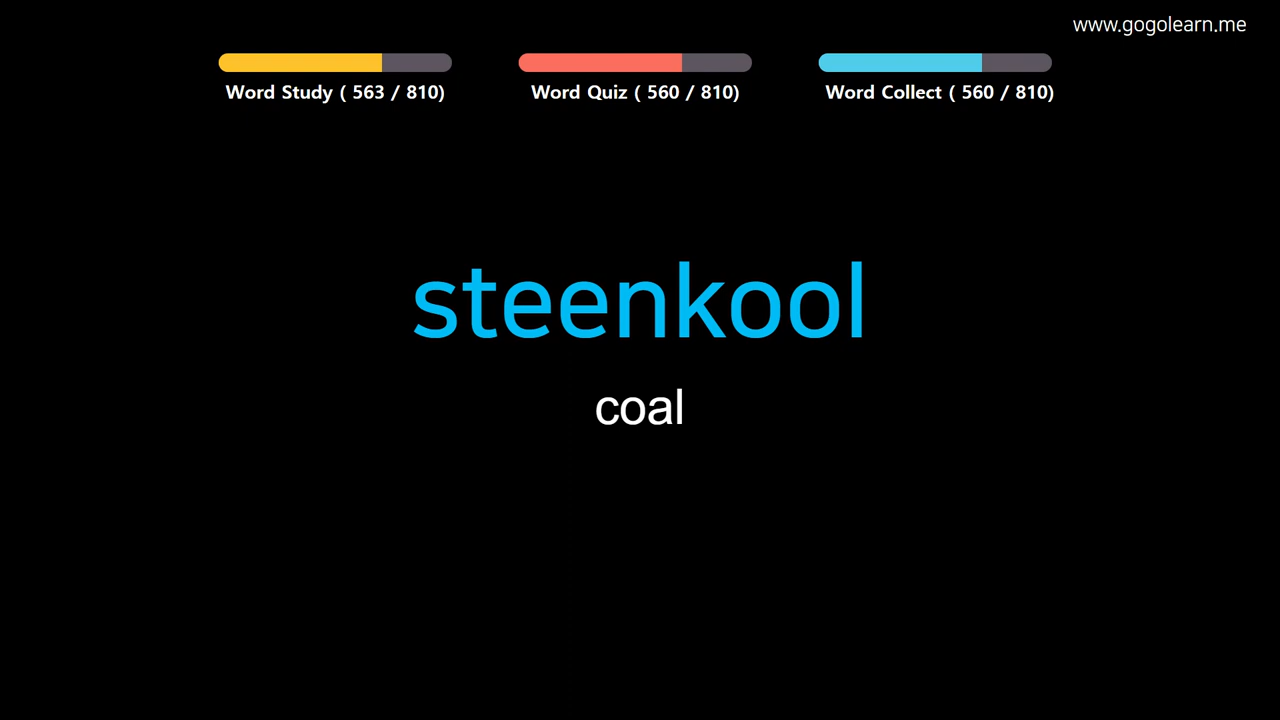 www.gogolearn.me
Word Study ( 563 / 810)
Word Quiz ( 560 / 810)
Word Collect ( 560 / 810)
steenkool
coal